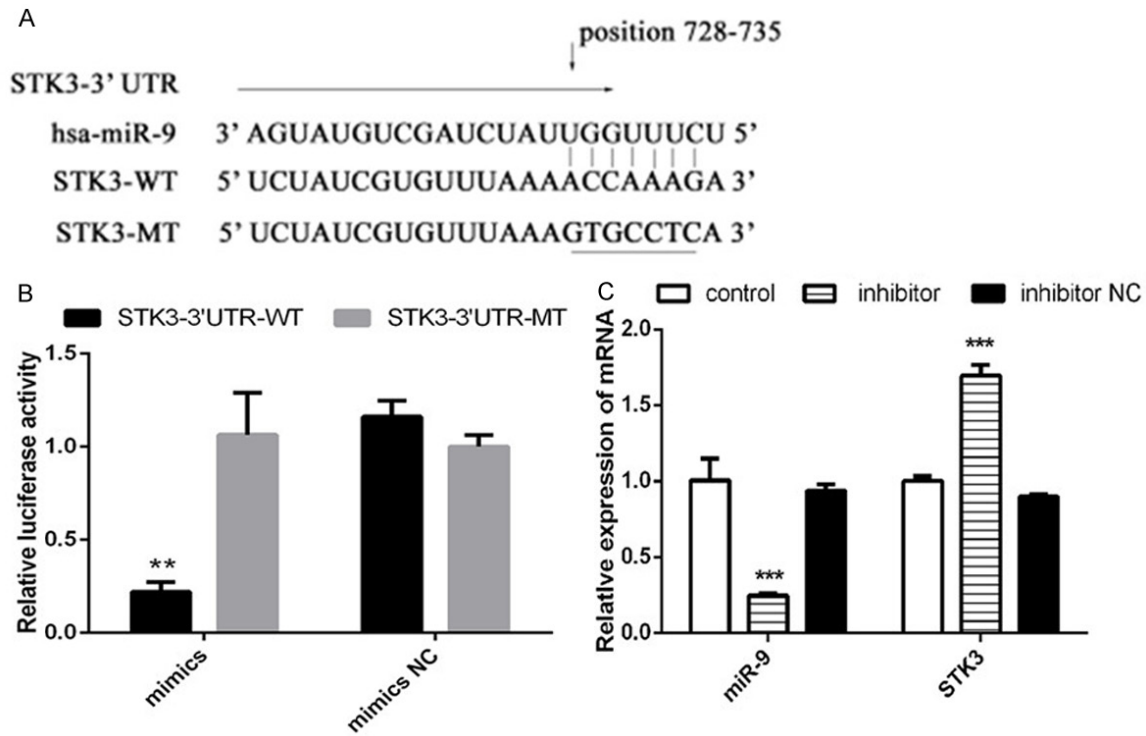 A
position 728-735
STK3-3' UTR
hsa-miR-9 3' AGUAUGUCGAUCUAUUGGUUUCU 5'
STK3-WT 5' UCUAUCGUGUUUAAAACCAAAGA 3'
STK3-MT 5' UCUAUCGUGUUUAAAGTGCCTCA 3'
B
STK3-3'UTR-WT STK3-3'UTR-MT
Relative luciferase activity
1.5
1.0
0.5
0.0
**
mimics
mimics NC
C
control inhibitor inhibitor NC
Relative expression of mRNA
2.0
1.5
1.0
0.5
0.0
***
***
miR-9
STK3